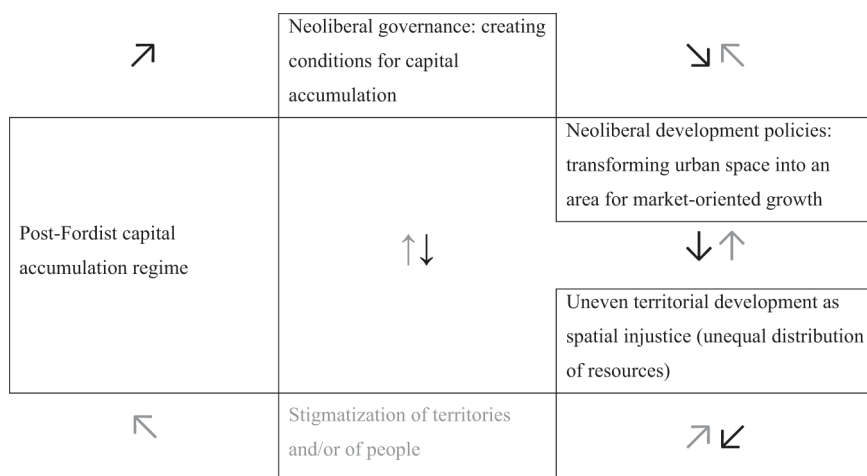 Neoliberal governance: creating
conditions for capital
accumulation
Neoliberal development policies:
transforming urban space into an
area for market-oriented growth
Post-Fordist capital
accumulation regime
Uneven territorial development as
spatial injustice (unequal distribution
of resources)
Stigmatization of territories
and/or of people